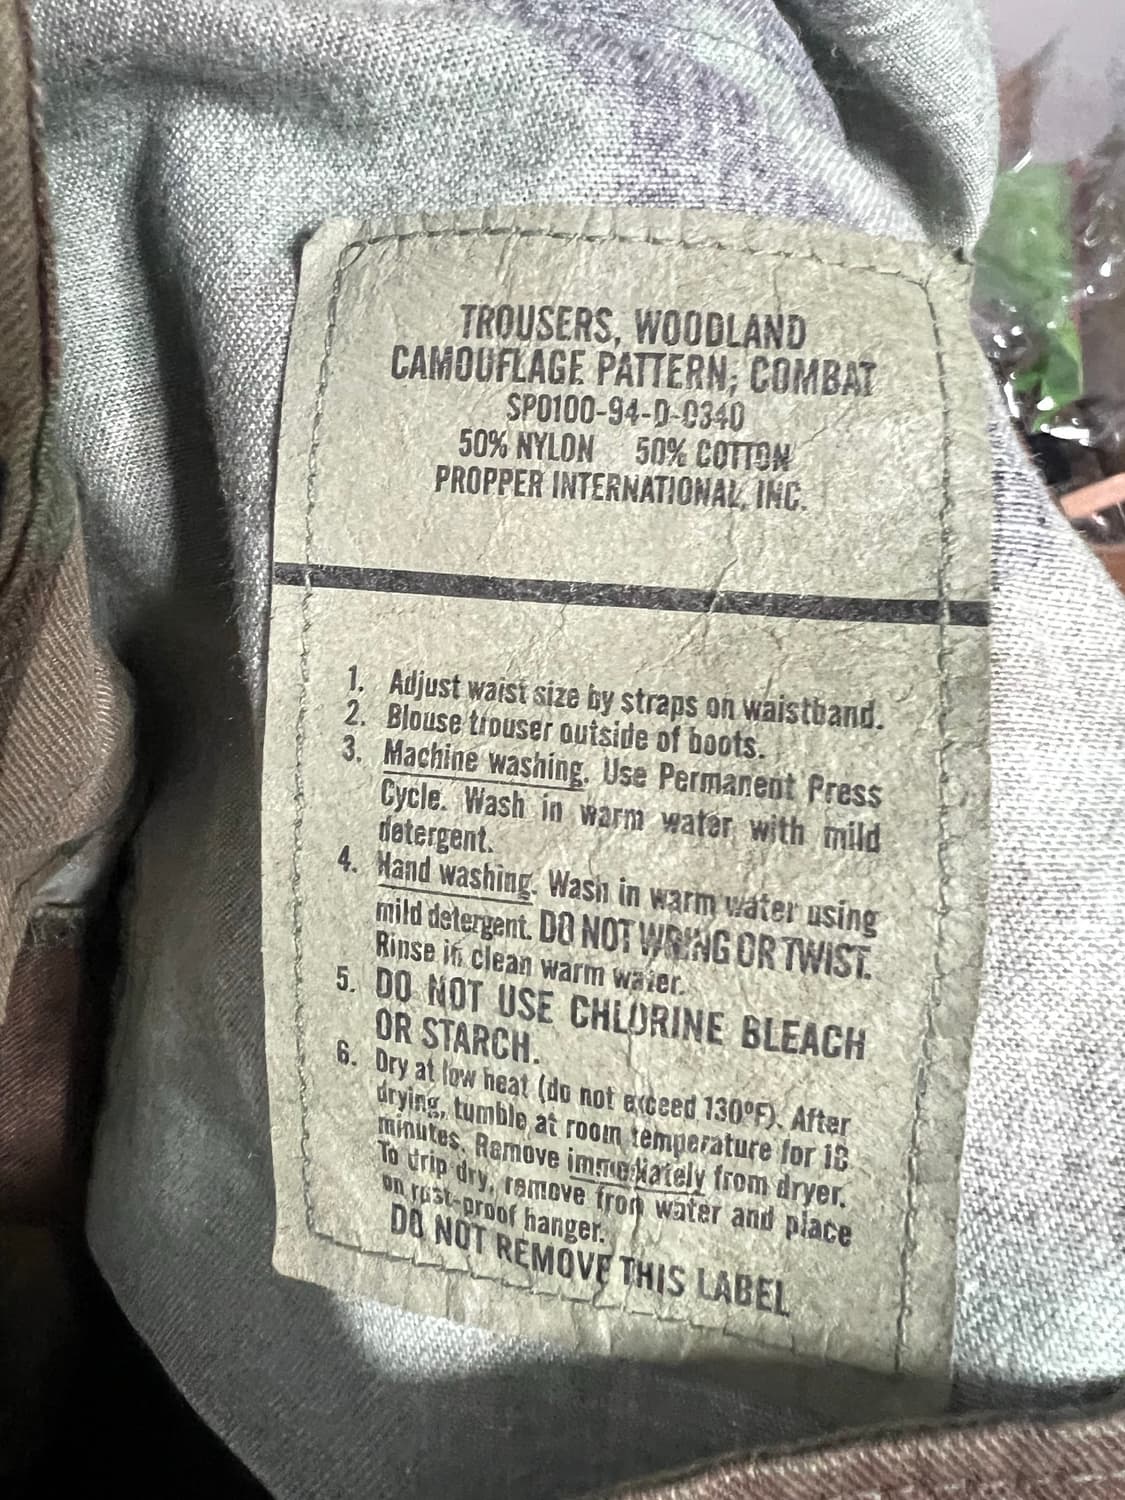 TROUSERS, WOODLAND
CAMOUFLAGE PATTERN; COMBAT
SPO100-94-D-0340
50% NYLON 50% COTTON
PROPPER INTERNATIONAL, INC.
1. Adjust waist size by straps on waistband.
2. Blouse trouser outside of boots.
3. Machine washing. Use Permanent Press
Cycle. Wash in warm water with mild
detergent.
4. Hand washing. Wash in warm water using
mild detergent. DO NOT WRING OR TWIST.
Rinse in clean warm water.
5. DO NOT USE CHLORINE BLEACH
OR STARCH.
6. Dry at low heat (do not exceed 130ºF). After
drying, tumble at room temperature for
minutes. Remove immediately from dryer.
To drip dry, remove from water and place
on rust-proof hanger.
DO NOT REMOVE THIS LABEL